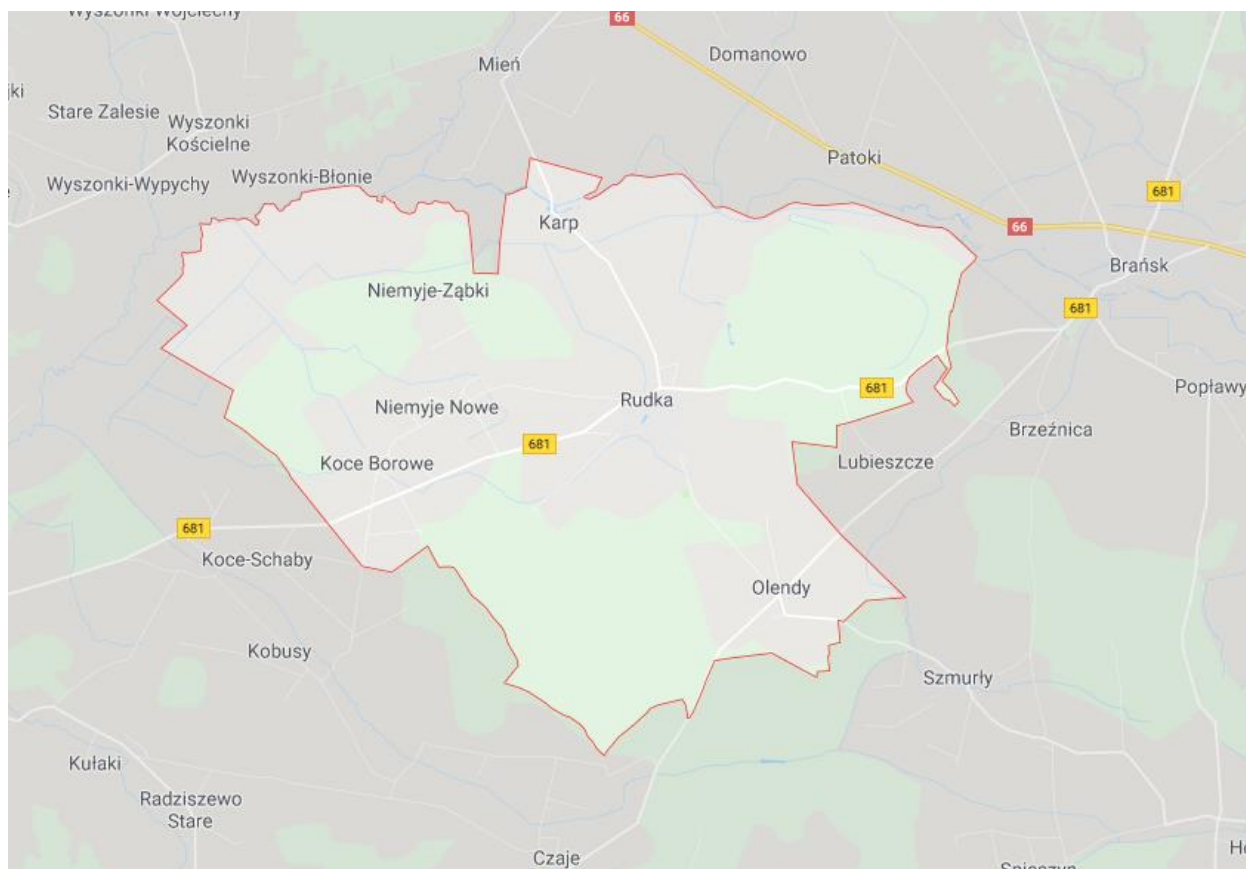 Wyszonki Wojciechy
66
Domanowo
Mień
Stare Zalesie
Wyszonki
Kościelne
Patoki
Wyszonki-Wypychy
Wyszonki-Błonie
681
Karp
66
Brańsk
Niemyje-Ząbki
681
681
Popławy
Rudka
Niemyje Nowe
Brzeźnica
681
Koce Borowe
Lubieszcze
681
Koce-Schaby
Olendy
Kobusy
Szmurły
Kułaki
Radziszewo
Stare
Czaje